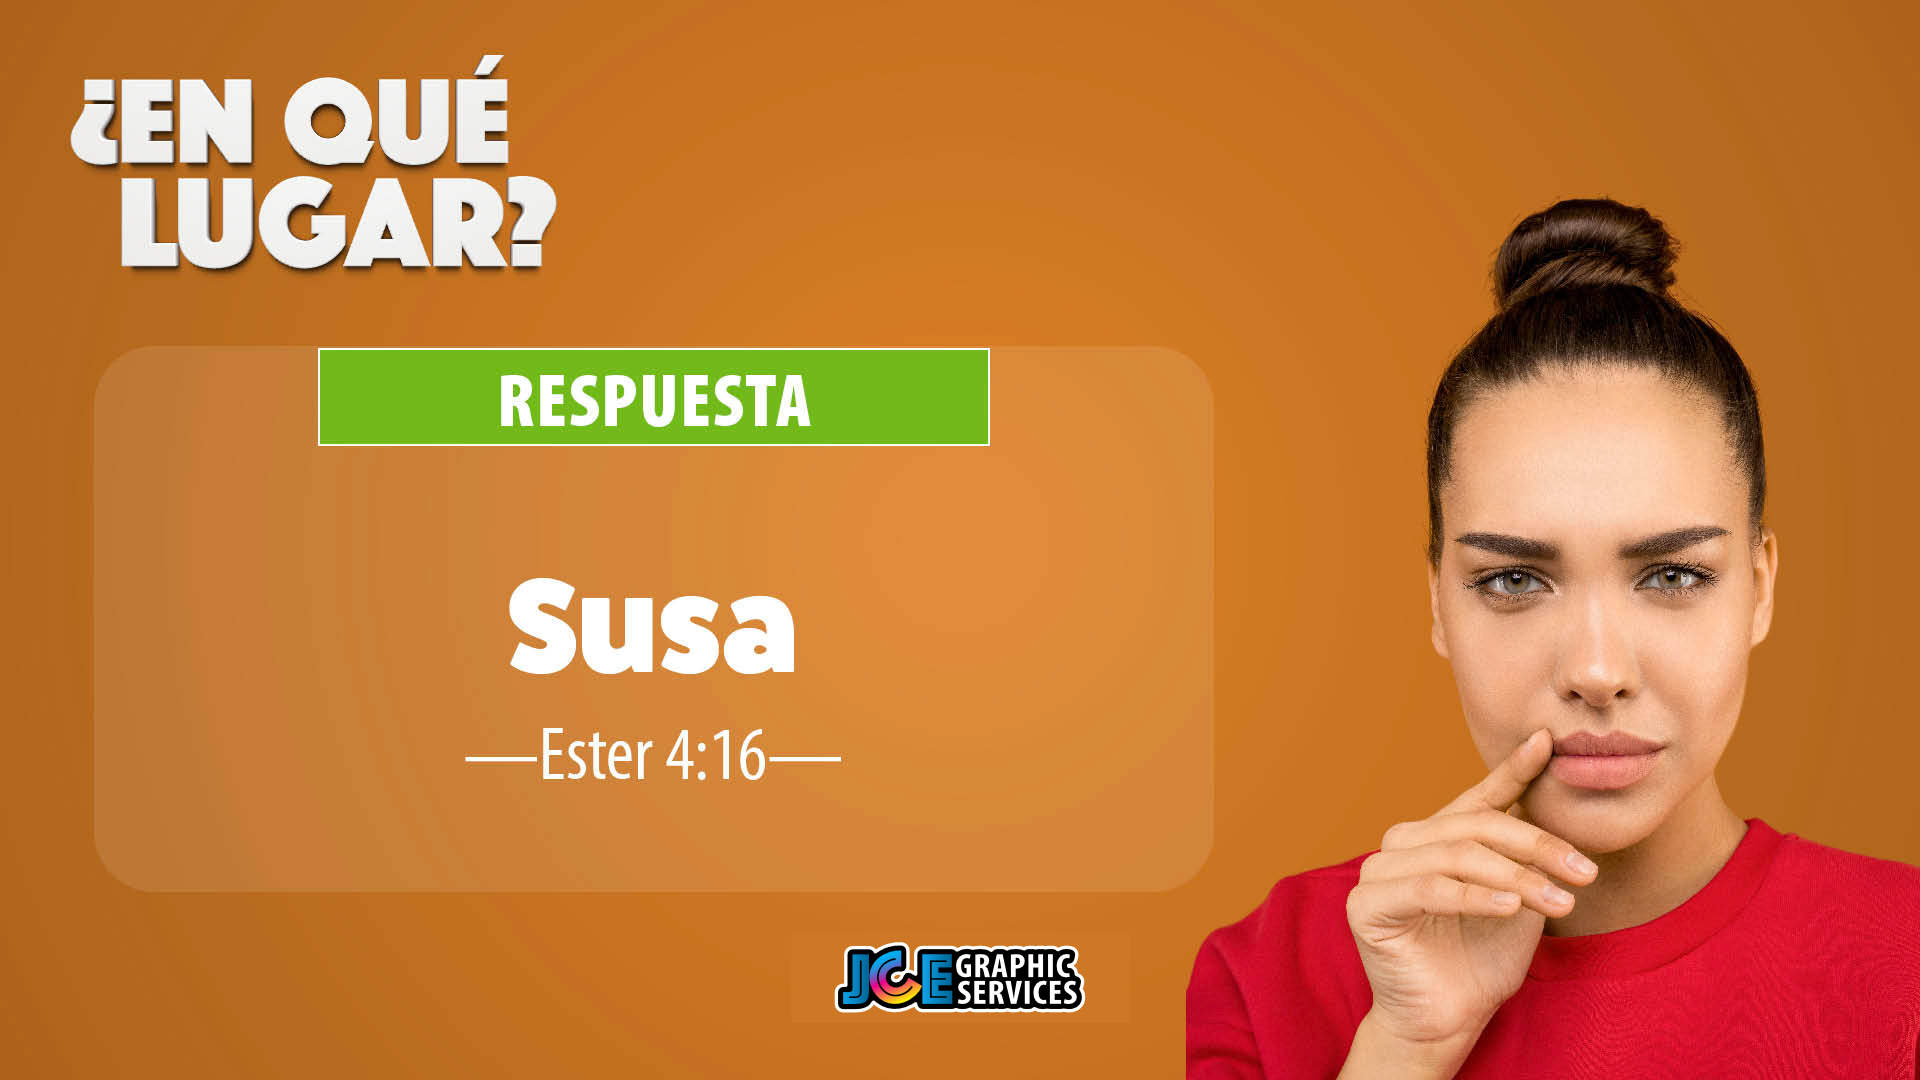 ¿EN QUÉ
LUGAR?
RESPUESTA
Susa
—Ester 4:16—
JCE GRAPHIC
SERVICES